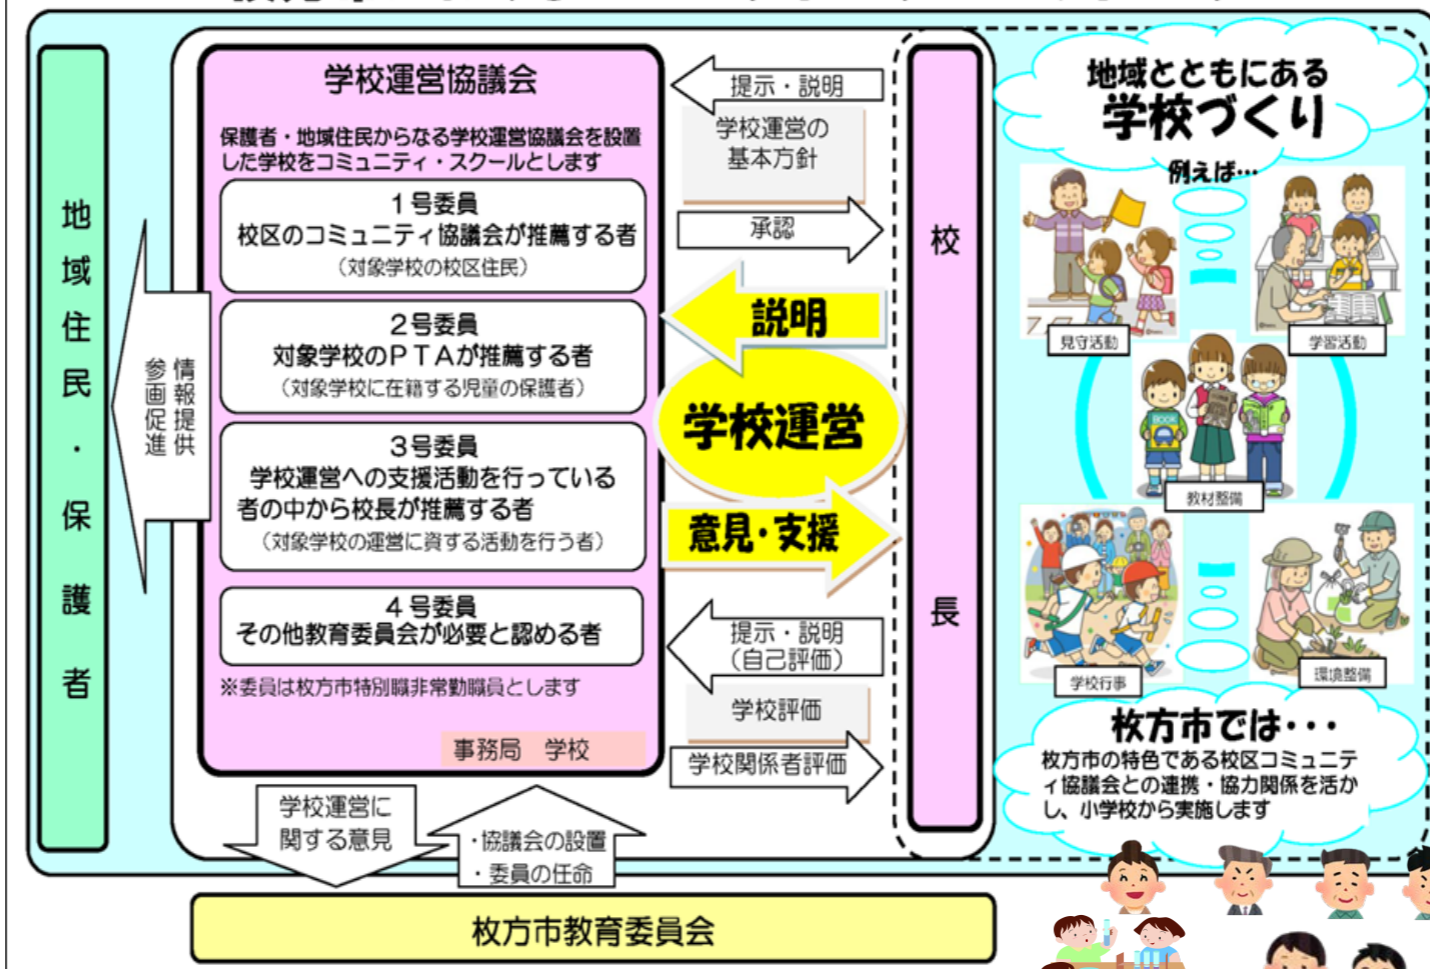 地域住民・保護者
情報提供
参画促進
学校運営協議会
保護者・地域住民からなる学校運営協議会を設置
した学校をコミュニティ・スクールとします
1号委員
校区のコミュニティ協議会が推薦する者
（対象学校の校区住民）
2号委員
対象学校のPTAが推薦する者
（対象学校に在籍する児童の保護者）
3号委員
学校運営への支援活動を行っている
者の中から校長が推薦する者
（対象学校の運営に資する活動を行う者）
4号委員
その他教育委員会が必要と認める者
※委員は枚方市特別職非常勤職員とします
事務局 学校
提示・説明
学校運営の
基本方針
承認
説明
学校運営
意見・支援
提示・説明
（自己評価）
学校評価
学校関係者評価
校長
地域とともにある
学校づくり
例えば…
見守活動
学習活動
BOOK
教材整備
学校行事
環境整備
枚方市では・・・
枚方市の特色である校区コミュニテ
ィ協議会との連携・協力関係を活か
し、小学校から実施します
学校運営に
関する意見
・協議会の設置
・委員の任命
枚方市教育委員会